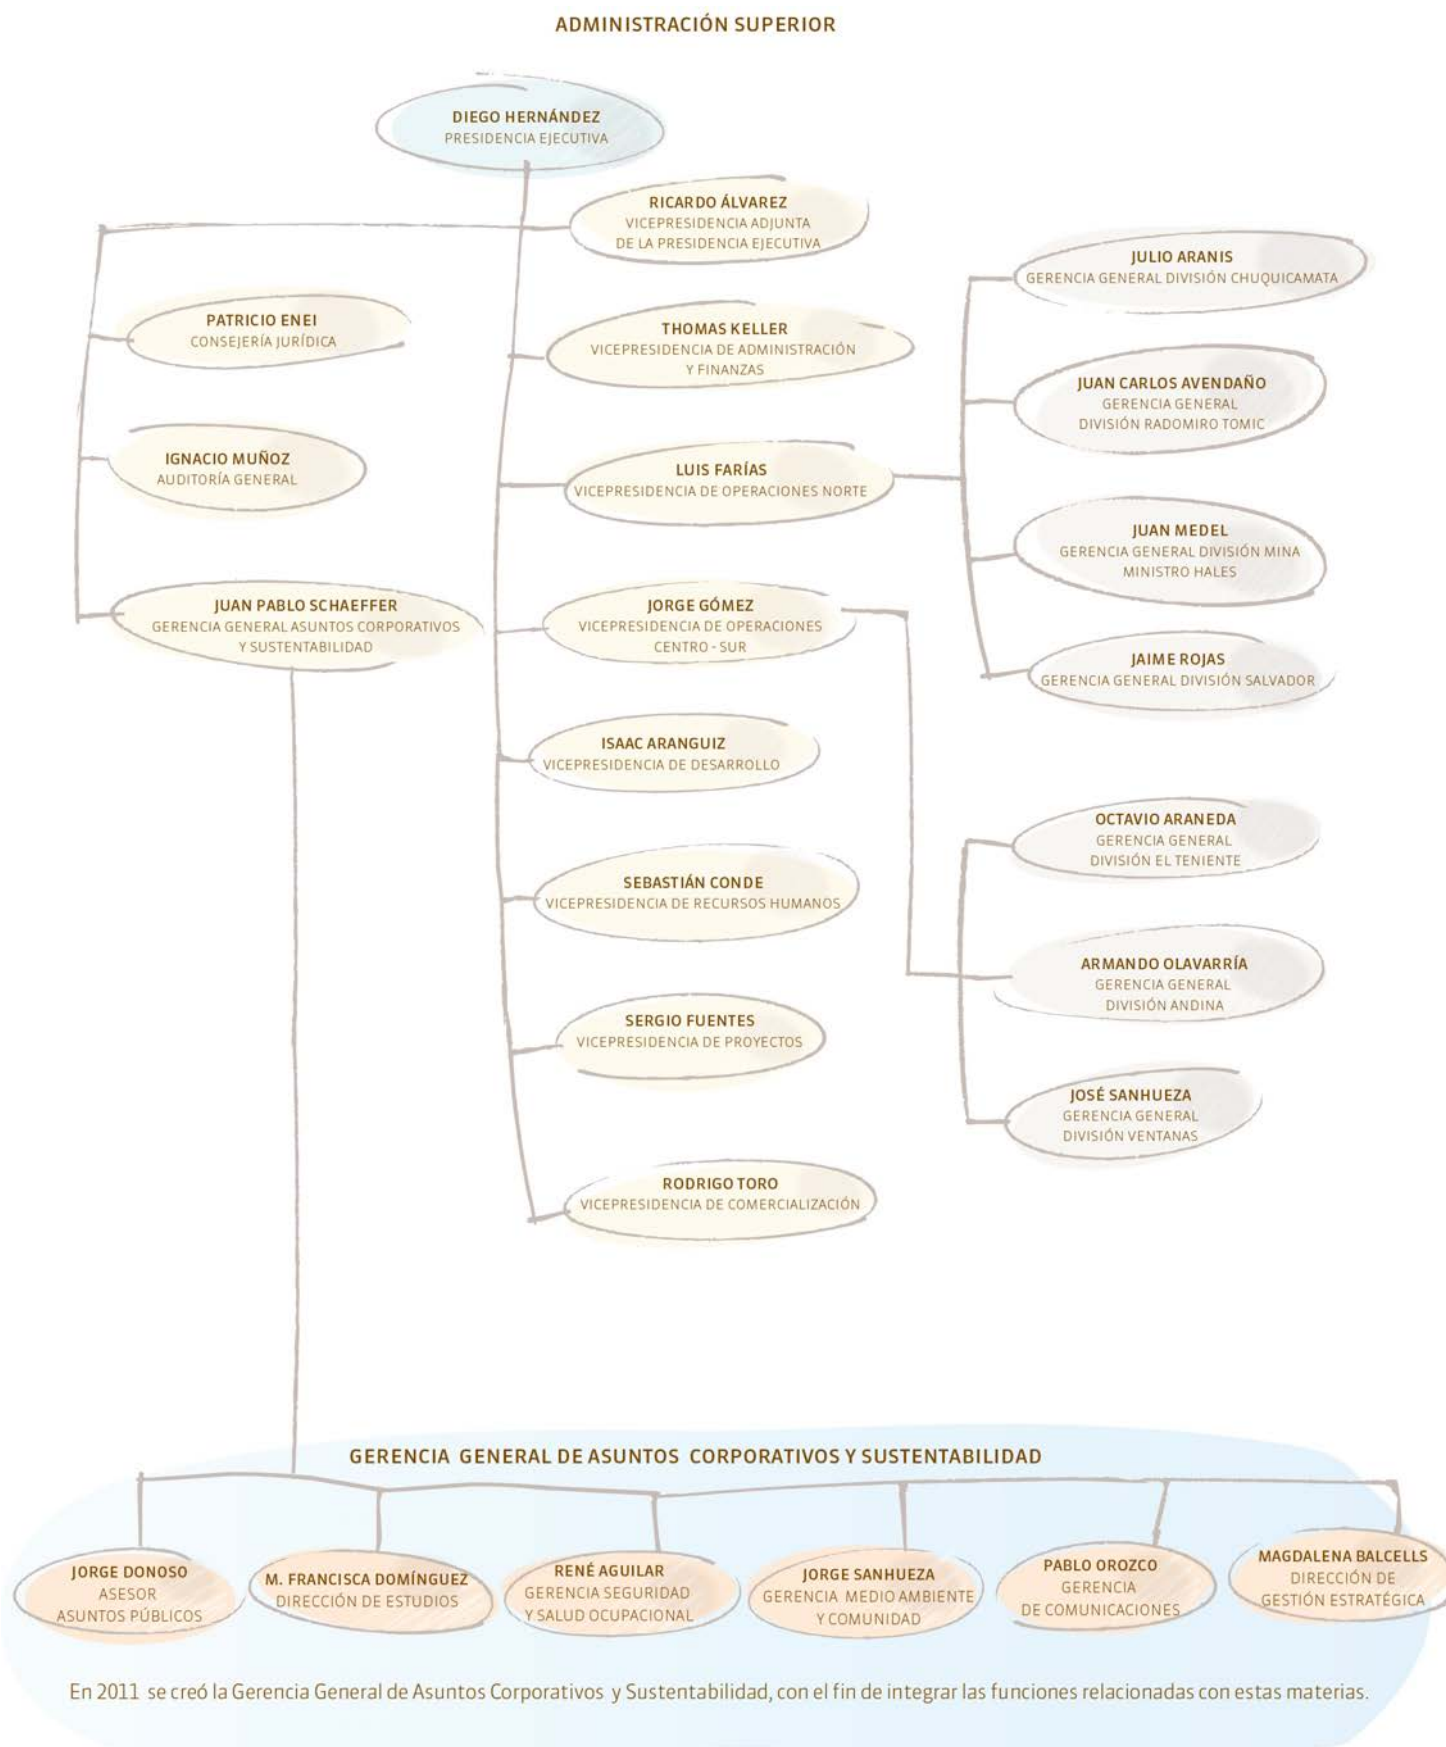 ADMINISTRACIÓN SUPERIOR
DIEGO HERNÁNDEZ
PRESIDENCIA EJECUTIVA
RICARDO ÁLVAREZ
VICEPRESIDENCIA ADJUNTA
DE LA PRESIDENCIA EJECUTIVA
PATRICIO ENEI
CONSEJERÍA JURÍDICA
IGNACIO MUÑOZ
AUDITORÍA GENERAL
JUAN PABLO SCHAEFFER
GERENCIA GENERAL ASUNTOS CORPORATIVOS
Y SUSTENTABILIDAD
THOMAS KELLER
VICEPRESIDENCIA DE ADMINISTRACIÓN
Y FINANZAS
LUIS FARÍAS
VICEPRESIDENCIA DE OPERACIONES NORTE
JORGE GÓMEZ
VICEPRESIDENCIA DE OPERACIONES
CENTRO - SUR
ISAAC ARANGUIZ
VICEPRESIDENCIA DE DESARROLLO
SEBASTIÁN CONDE
VICEPRESIDENCIA DE RECURSOS HUMANOS
SERGIO FUENTES
VICEPRESIDENCIA DE PROYECTOS
RODRIGO TORO
VICEPRESIDENCIA DE COMERCIALIZACIÓN
JULIO ARANIS
GERENCIA GENERAL DIVISIÓN CHUQUICAMATA
JUAN CARLOS AVENDAÑO
GERENCIA GENERAL
DIVISIÓN RADOMIRO TOMIC
JUAN MEDEL
GERENCIA GENERAL DIVISIÓN MINA
MINISTRO HALES
JAIME ROJAS
GERENCIA GENERAL DIVISIÓN SALVADOR
OCTAVIO ARANEDA
GERENCIA GENERAL
DIVISIÓN EL TENIENTE
ARMANDO OLAVARRÍA
GERENCIA GENERAL
DIVISIÓN ANDINA
JOSÉ SANHUEZA
GERENCIA GENERAL
DIVISIÓN VENTANAS
GERENCIA GENERAL DE ASUNTOS CORPORATIVOS Y SUSTENTABILIDAD
JORGE DONOSO
ASESOR
ASUNTOS PÚBLICOS
M. FRANCISCA DOMÍNGUEZ
DIRECCIÓN DE ESTUDIOS
RENÉ AGUILAR
GERENCIA SEGURIDAD
Y SALUD OCUPACIONAL
JORGE SANHUEZA
GERENCIA MEDIO AMBIENTE
Y COMUNIDAD
PABLO OROZCO
GERENCIA
DE COMUNICACIONES
MAGDALENA BALCELLS
DIRECCIÓN DE
GESTIÓN ESTRATÉGICA
En 2011 se creó la Gerencia General de Asuntos Corporativos y Sustentabilidad, con el fin de integrar las funciones relacionadas con estas materias.